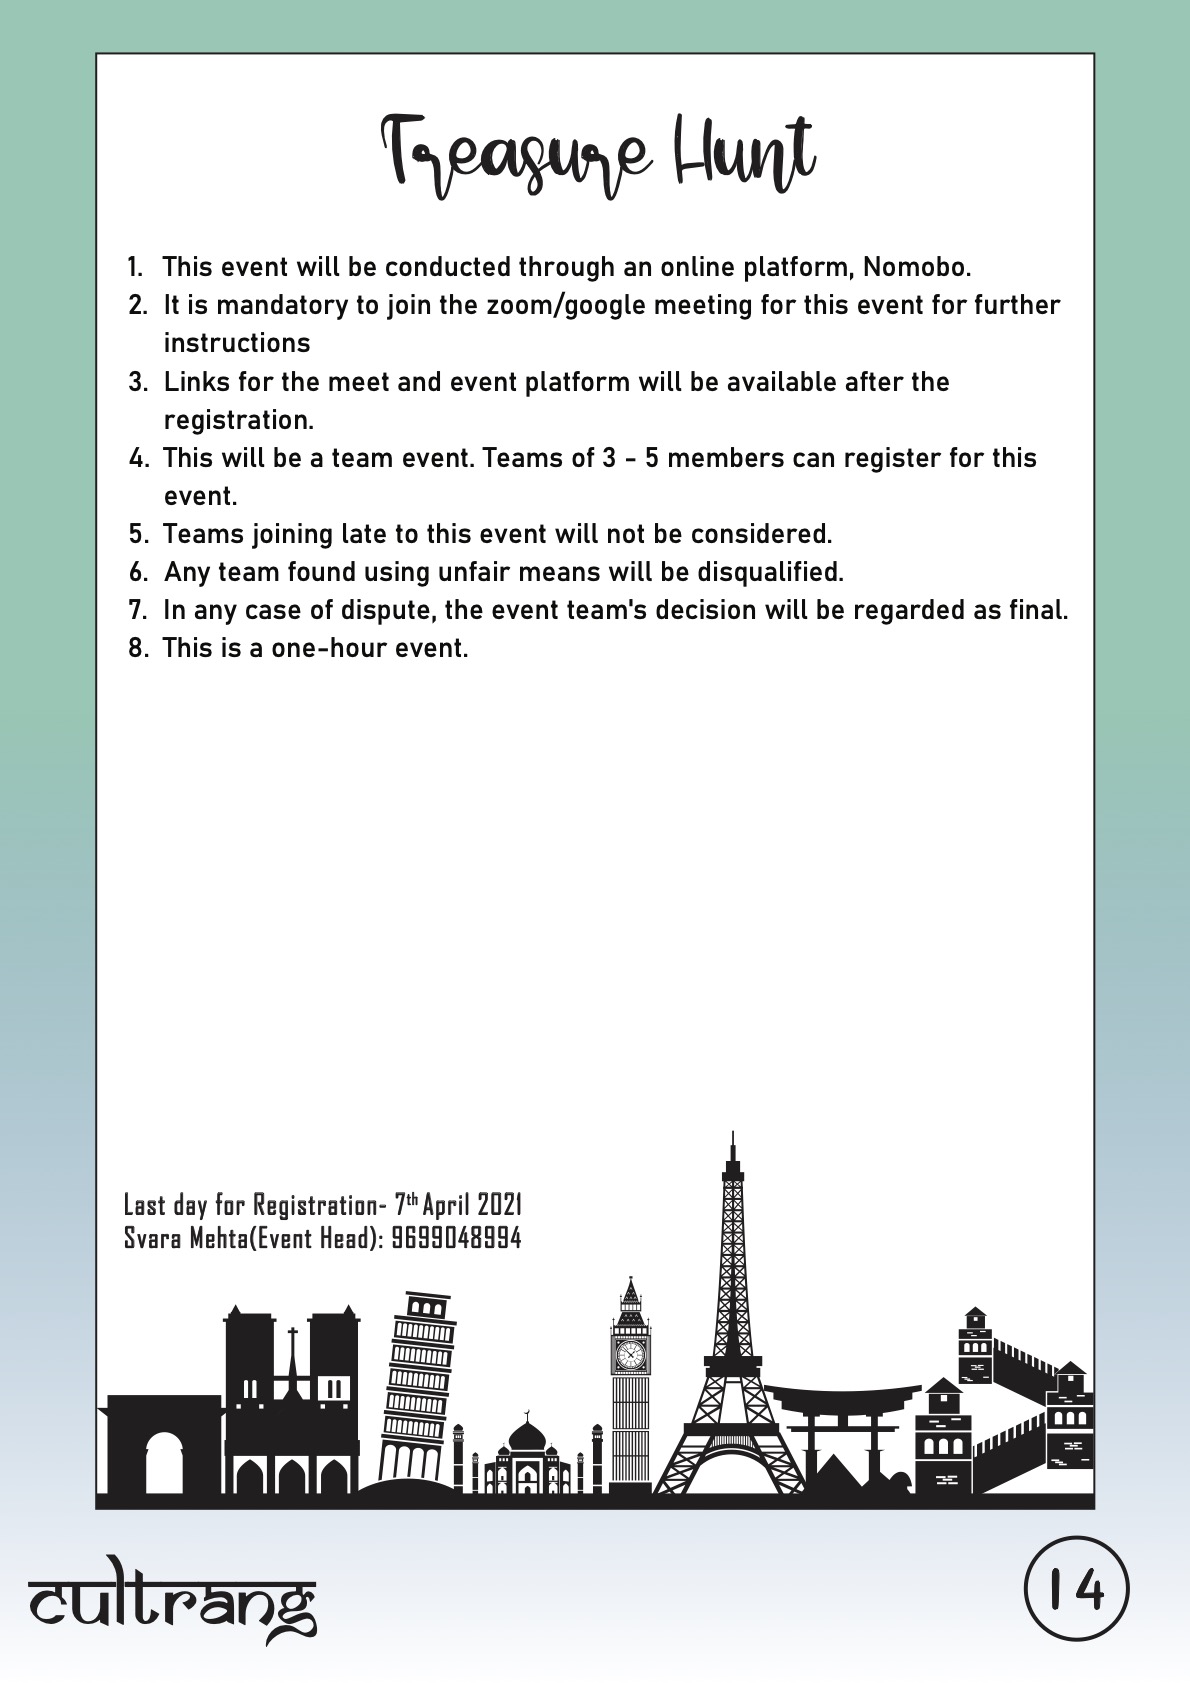 Treasure Hunt
1. This event will be conducted through an online platform, Nomobo.
2. It is mandatory to join the zoom/google meeting for this event for further
instructions
3. Links for the meet and event platform will be available after the
registration.
4. This will be a team event. Teams of 3 - 5 members can register for this
event.
5. Teams joining late to this event will not be considered.
6. Any team found using unfair means will be disqualified.
7. In any case of dispute, the event team's decision will be regarded as final.
8. This is a one-hour event.
Last day for Registration- 7th April 2021
Svara Mehta(Event Head): 9699048994
cultrang
14